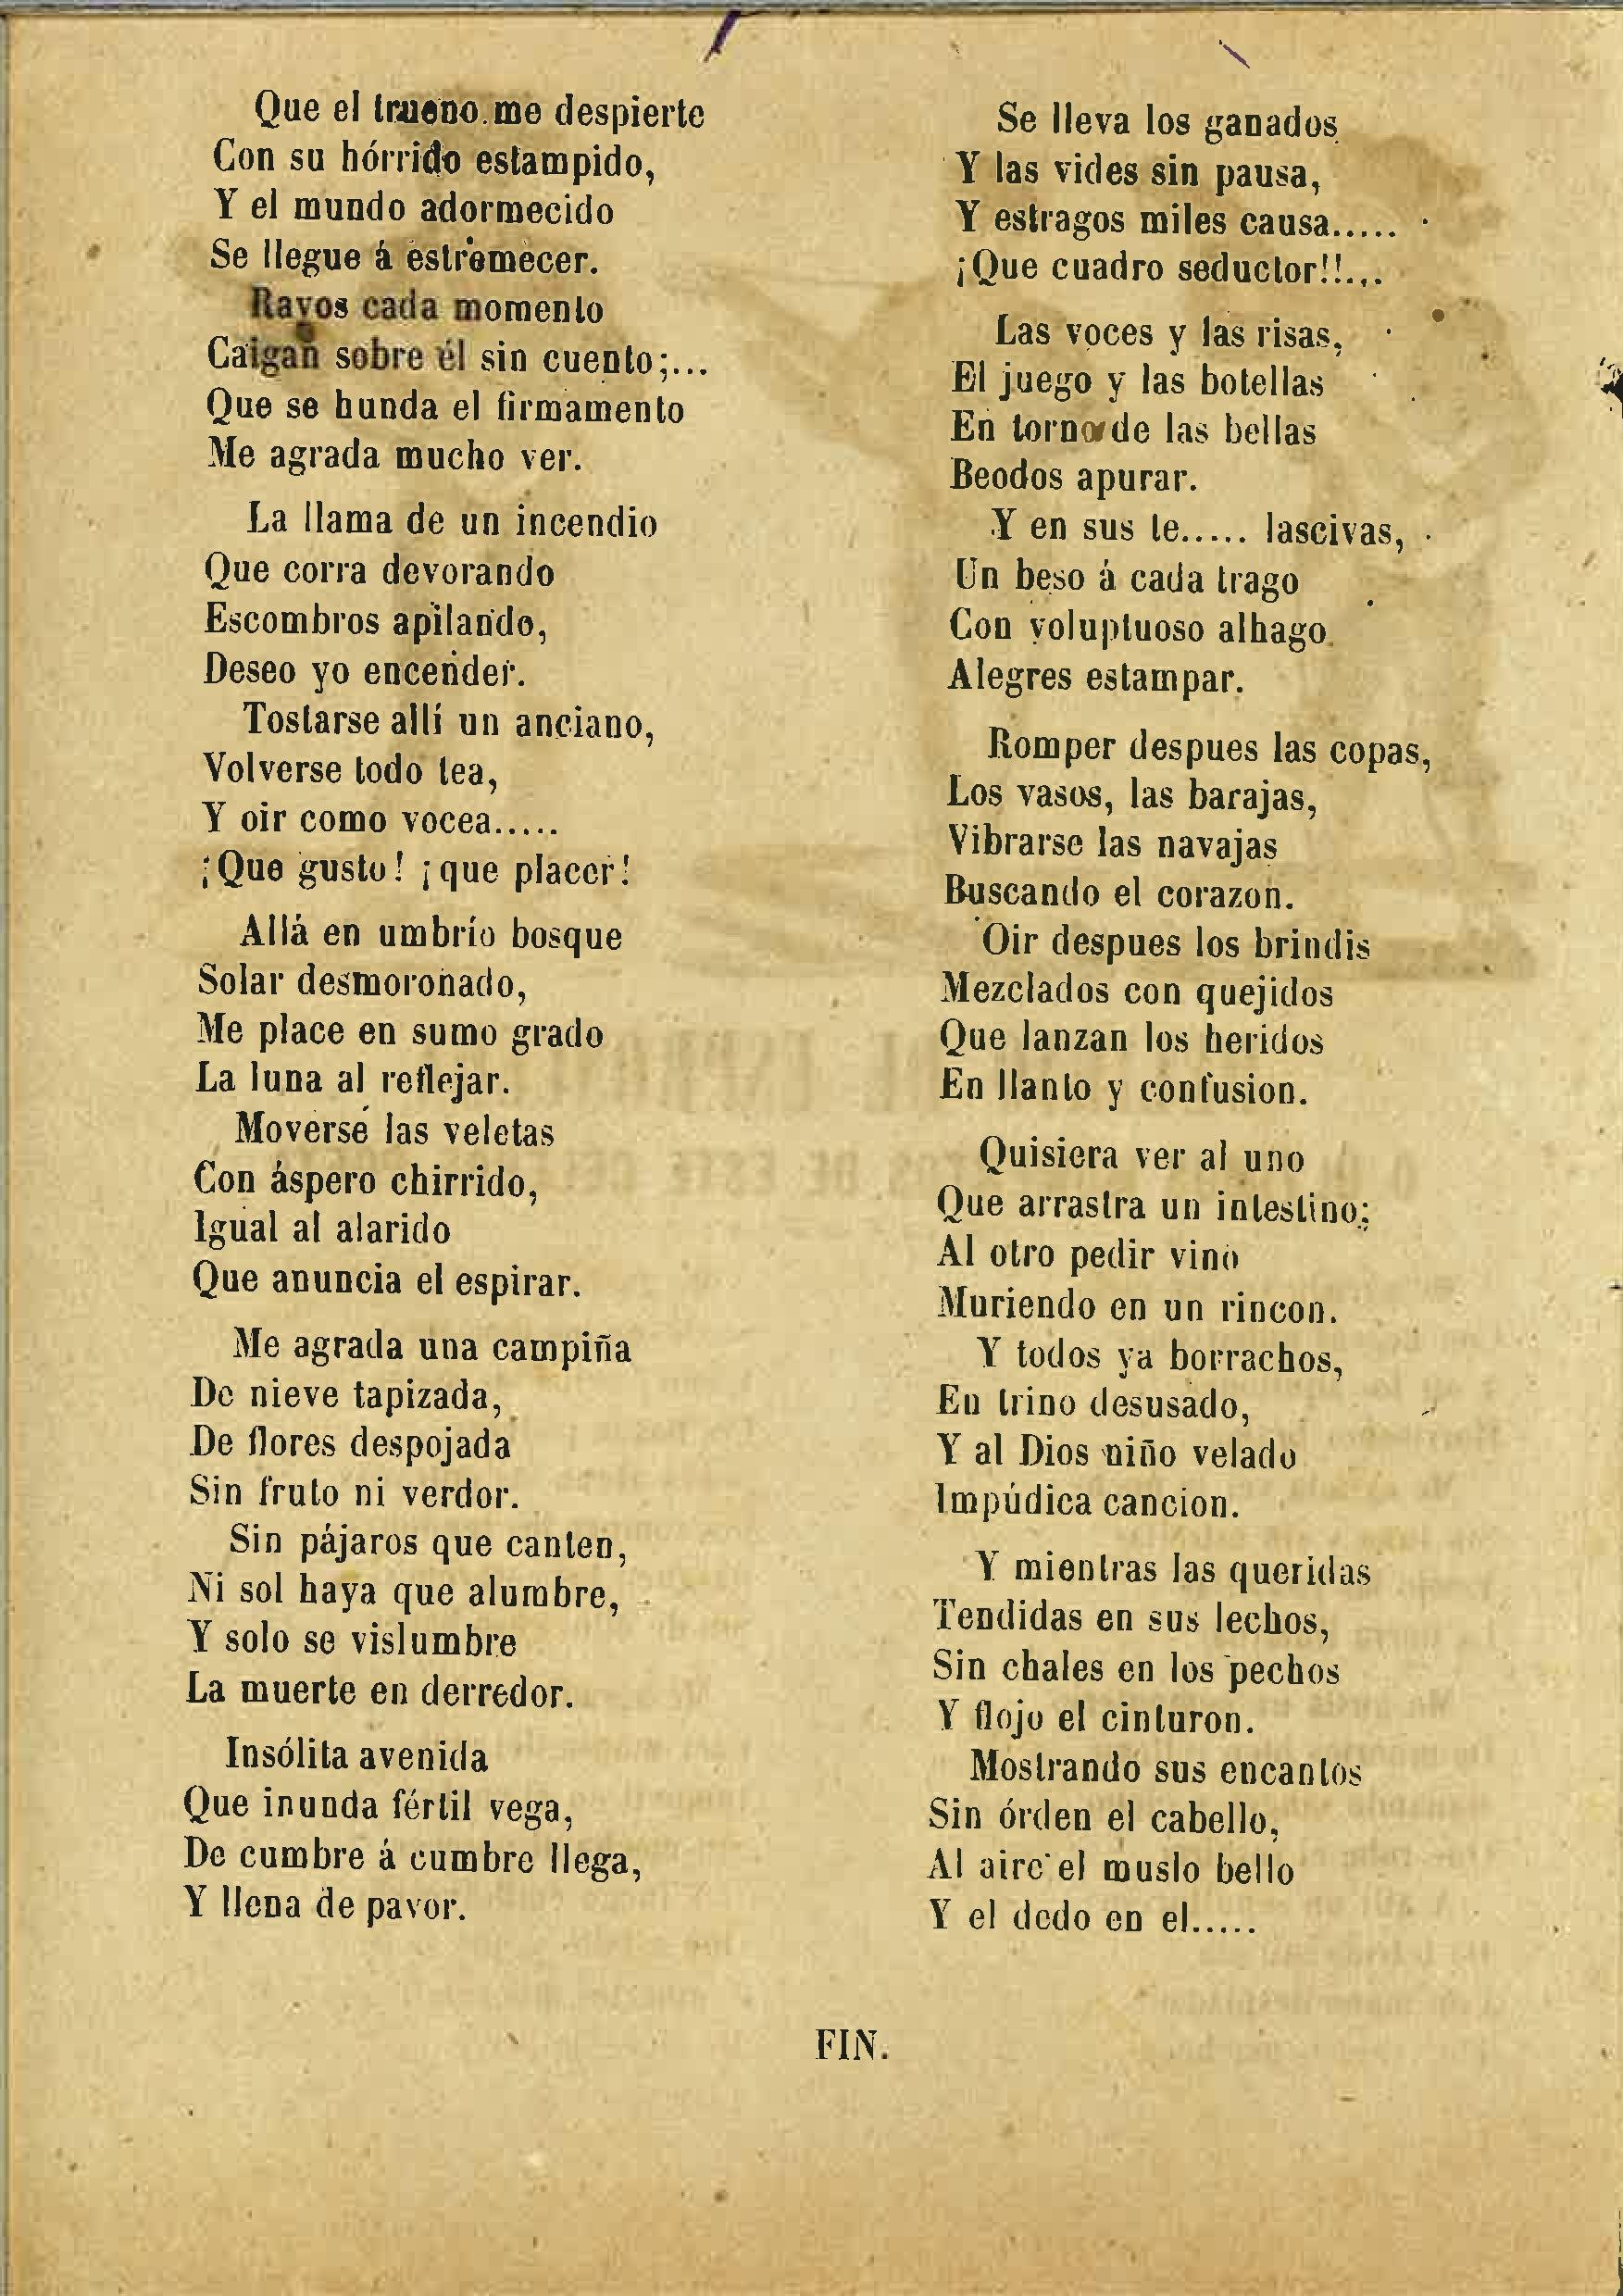 Que el trueno me despierte
Con su hórrido estampido,
Y el mundo adormecido
Se llegue á estremecer.
Rayos cada momento
Caigan sobre él sin cuento;...
Que se hunda el firmamento
Me agrada mucho ver.
La llama de un incendio
Que corra devorando
Escombros apilando,
Deseo yo encender.
Tostarse allí un anciano,
Volverse todo tea,
Y oir como vocea.....
¡Que gusto! ¡que placer!
Allá en umbrío bosque
Solar desmoronado,
Me place en sumo grado
La luna al reflejar.
Moverse las veletas
Con áspero chirrido,
Igual al alarido
Que anuncia el espirar.
Me agrada una campiña
De nieve tapizada,
De flores despojada
Sin fruto ni verdor.
Sin pájaros que canten,
Ni sol haya que alumbre,
Y solo se vislumbre
La muerte en derredor.
Insólita avenida
Que inunda fértil vega,
De cumbre á cumbre llega,
Y llena de pavor.
Se lleva los ganados
Y las vides sin pausa,
Y estragos miles causa.....
¡Que cuadro seductor!!...
Las voces y las risas,
El juego y las botellas
En torno de las bellas
Beodos apurar.
Y en sus te..... lascivas,
Un beso á cada trago
Con voluptuoso alhago
Alegres estampar.
Romper despues las copas,
Los vasos, las barajas,
Vibrarse las navajas
Buscando el corazon.
Oir despues los brindis
Mezclados con quejidos
Que lanzan los heridos
En llanto y confusion.
Quisiera ver al uno
Que arrastra un intestino;
Al otro pedir vino
Muriendo en un rincon.
Y todos ya borrachos,
En trino desusado,
Y al Dios niño velado
Impúdica cancion.
Y mientras las queridas
Tendidas en sus lechos,
Sin chales en los pechos
Y flojo el cinturon.
Mostrando sus encantos
Sin órden el cabello,
Al aire el muslo bello
Y el dedo en el.....
FIN.